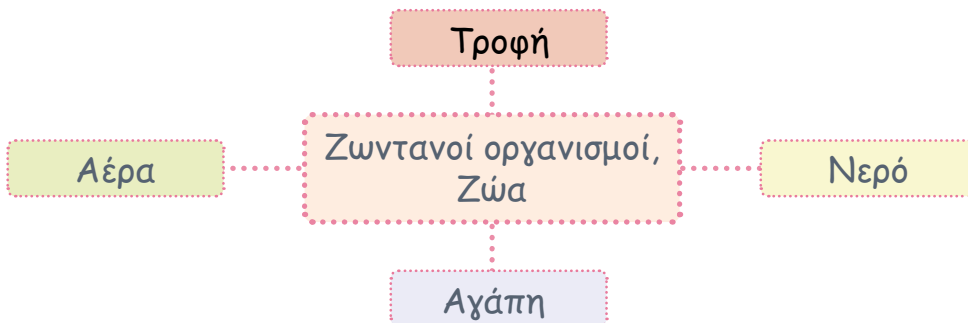 Τροφή
Ζωντανοί οργανισμοί,
Ζώα
Αέρα
Νερό
Αγάπη